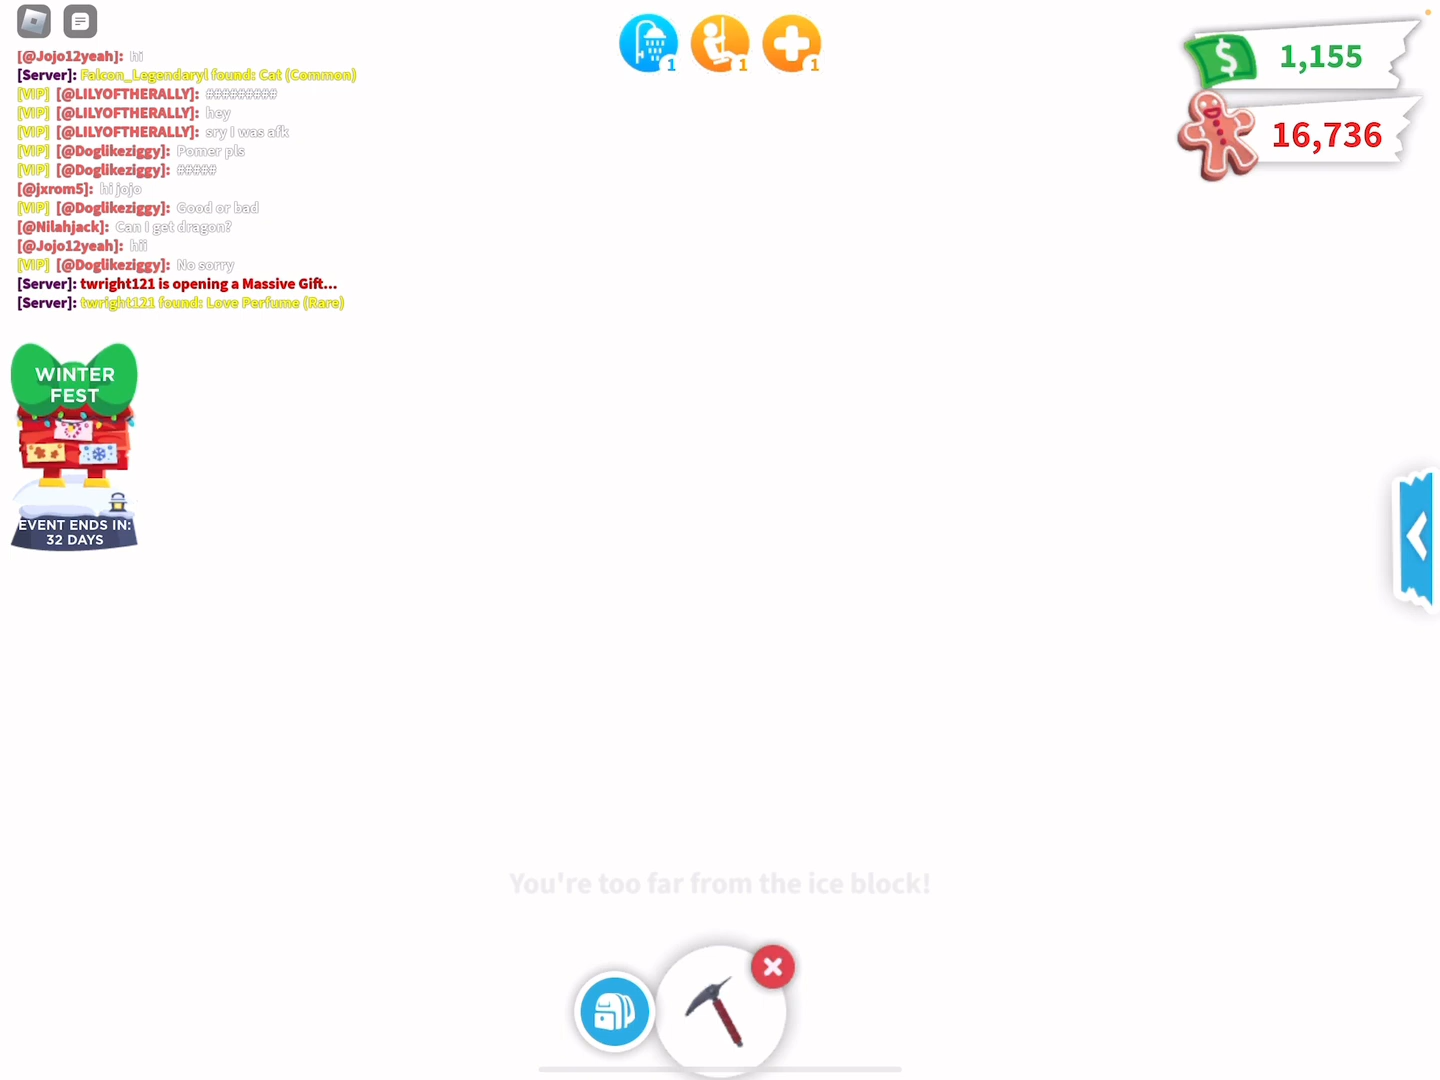 [@Jojo12yeah]: hi
[Server]: Falcon_Legendaryl found: Cat (Common)
[VIP] [@LILYOFTHERALLY]: #########
[VIP] [@LILYOFTHERALLY]: hey
[VIP] [@LILYOFTHERALLY]: sry I was afk
[VIP] [@Doglikeziggy]: Pomer pls
[VIP] [@Doglikeziggy]: #####
[@jxrom5]: hi jojo
[VIP] [@Doglikeziggy]: Good or bad
[@Nilahjack]: Can I get dragon?
[@Jojo12yeah]: hii
[VIP] [@Doglikeziggy]: No sorry
[Server]: twright121 is opening a Massive Gift...
[Server]: twright121 found: Love Perfume (Rare)
1
1
1
$ 1,155
16,736
WINTER
FEST
EVENT ENDS IN:
32 DAYS
You're too far from the ice block!